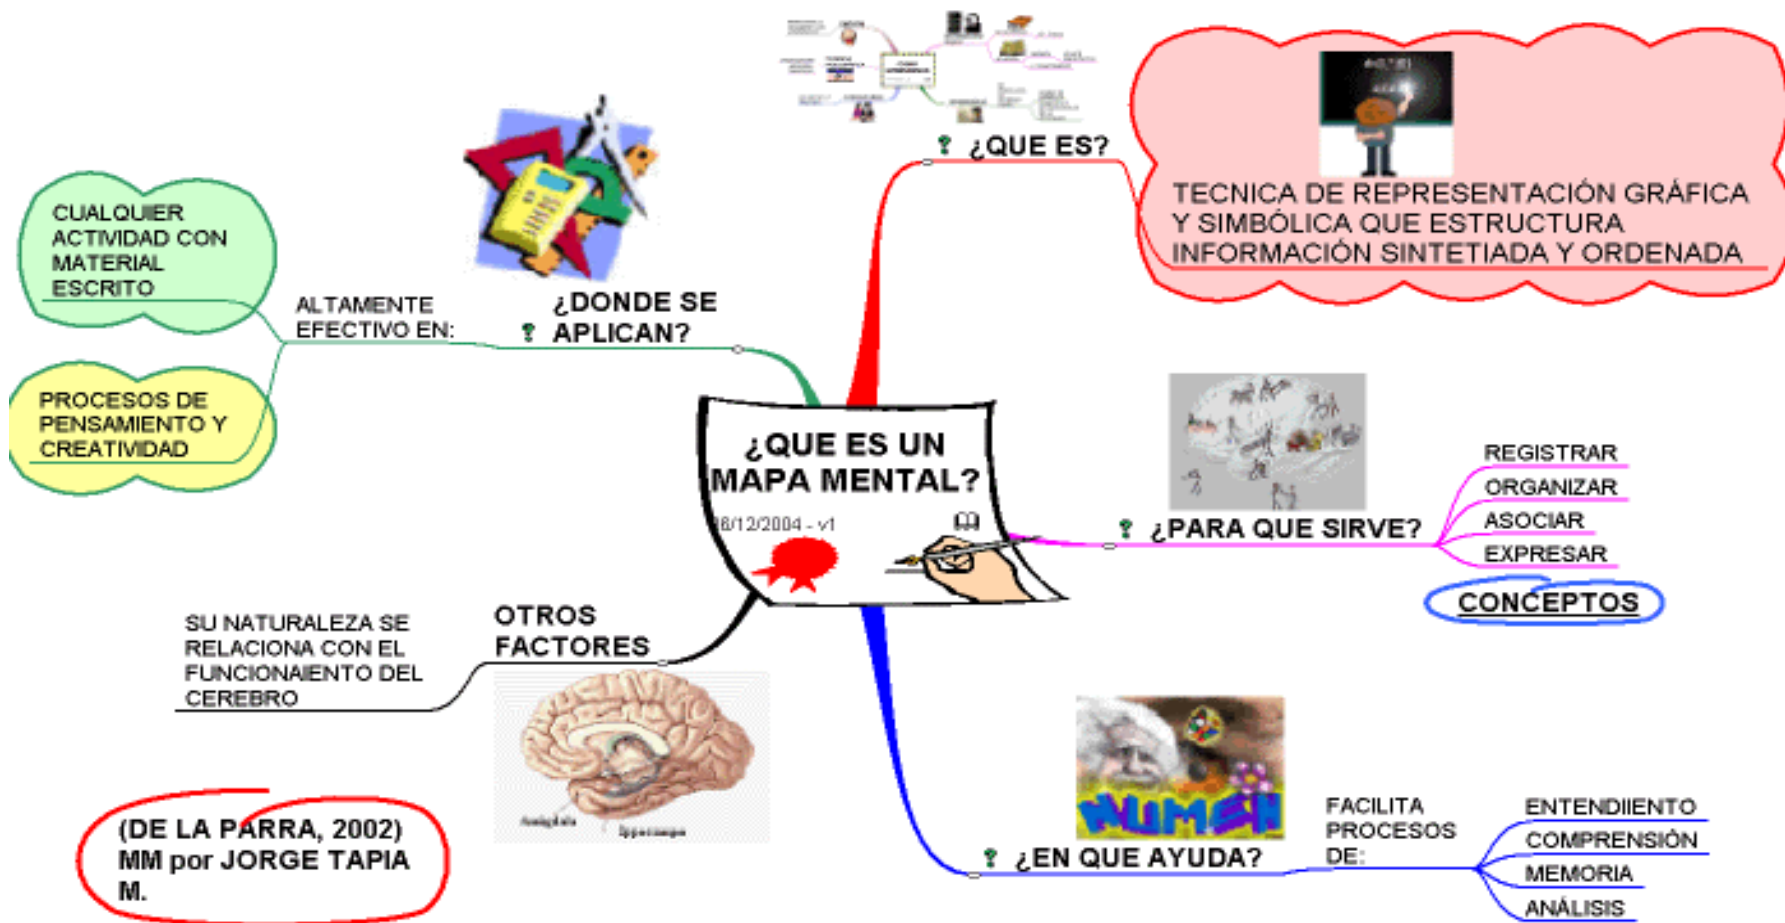 ¿QUE ES UN
MAPA MENTAL?
/12/2004 - v1
¿QUE ES?
TECNICA DE REPRESENTACIÓN GRÁFICA
Y SIMBÓLICA QUE ESTRUCTURA
INFORMACIÓN SINTETIADA Y ORDENADA
¿PARA QUE SIRVE?
REGISTRAR
ORGANIZAR
ASOCIAR
EXPRESAR
CONCEPTOS
¿EN QUE AYUDA?
NUMEN
FACILITA
PROCESOS
DE:
ENTENDIIENTO
COMPRENSIÓN
MEMORIA
ANÁLISIS
OTROS
FACTORES
SU NATURALEZA SE
RELACIONA CON EL
FUNCIONAIENTO DEL
CEREBRO
¿DONDE SE
APLICAN?
ALTAMENTE
EFECTIVO EN:
CUALQUIER
ACTIVIDAD CON
MATERIAL
ESCRITO
PROCESOS DE
PENSAMIENTO Y
CREATIVIDAD
(DE LA PARRA, 2002)
MM por JORGE TAPIA
M.